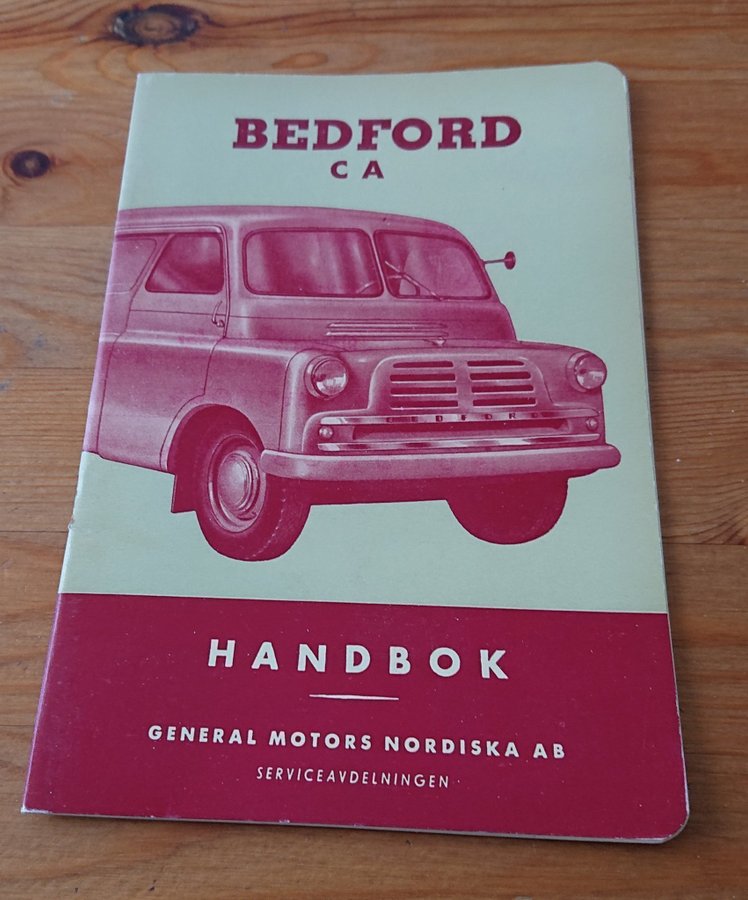 BEDFORD
CA
BEDFORD
HANDBOK
GENERAL MOTORS NORDISKA AB
SERVICEAVDELNINGEN